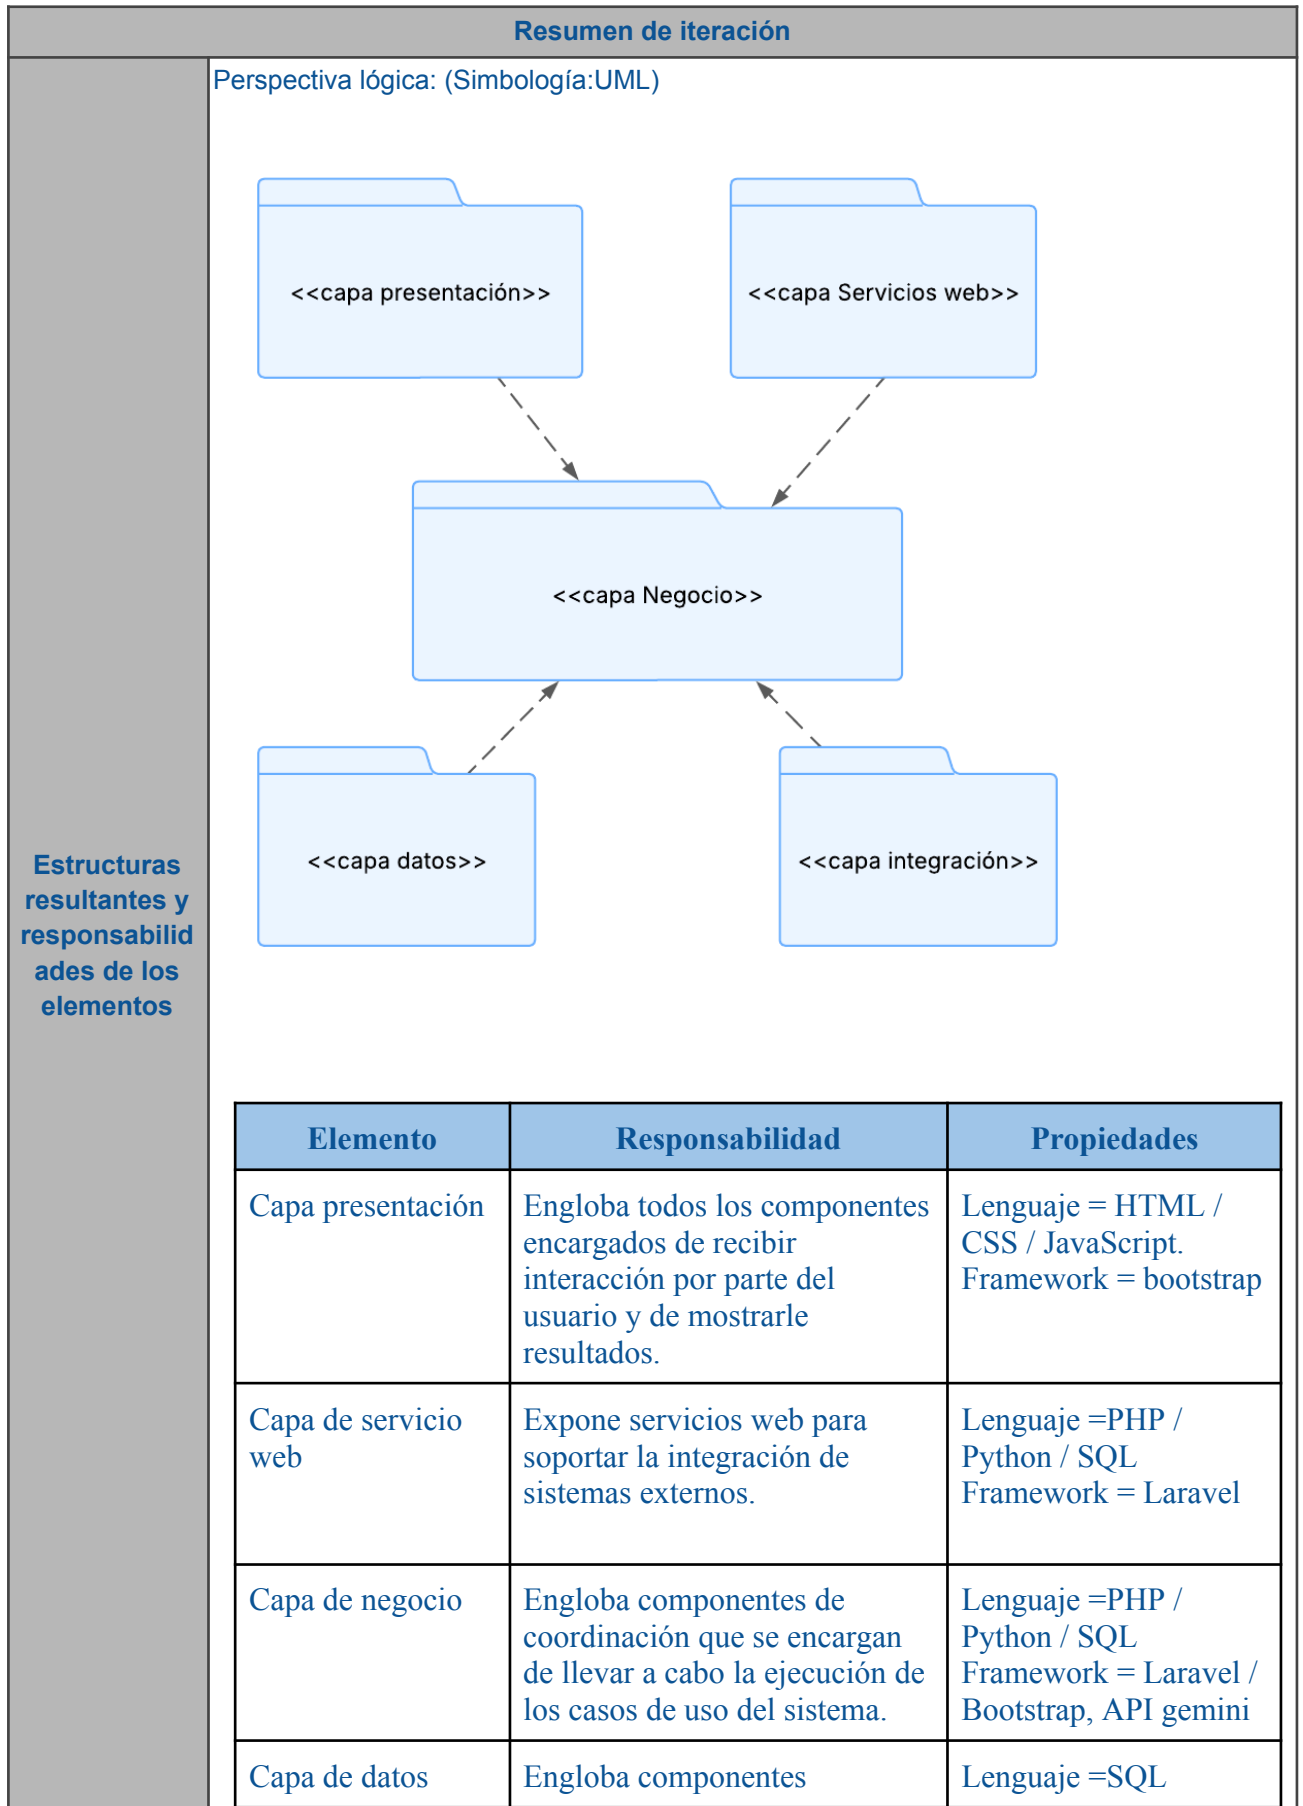 Resumen de iteración
Perspectiva lógica: (Simbología:UML)
<<capa presentación>>
<<capa Servicios web>>
<<capa Negocio>>
<<capa datos>>
<<capa integración>>
Estructuras
resultantes y
responsabilid
ades de los
elementos
Elemento
Responsabilidad
Propiedades
Capa presentación
Engloba todos los componentes
encargados de recibir
interacción por parte del
usuario y de mostrarle
resultados.
Lenguaje = HTML /
CSS / JavaScript.
Framework = bootstrap
Capa de servicio
web
Expone servicios web para
soportar la integración de
sistemas externos.
Lenguaje =PHP /
Python / SQL
Framework = Laravel
Capa de negocio
Engloba componentes de
coordinación que se encargan
de llevar a cabo la ejecución de
los casos de uso del sistema.
Lenguaje =PHP /
Python / SQL
Framework = Laravel /
Bootstrap, API gemini
Capa de datos
Engloba componentes
Lenguaje =SQL